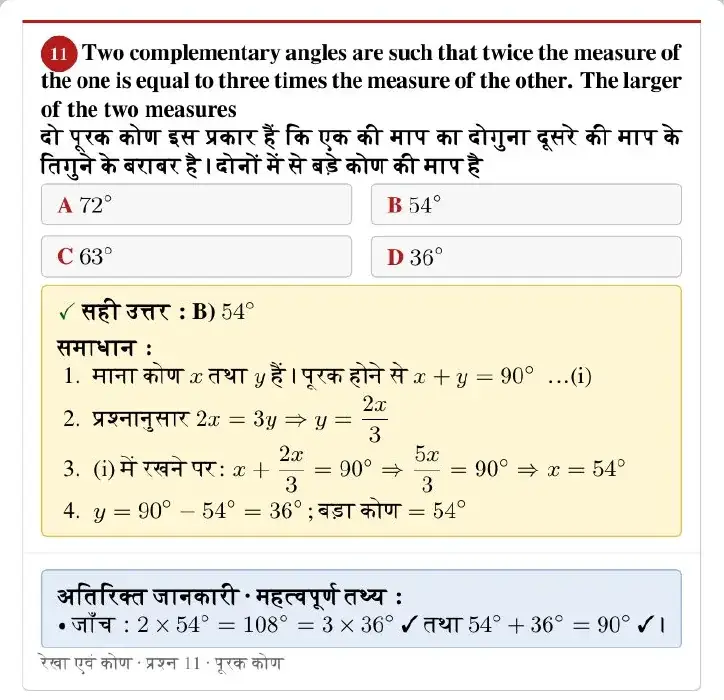 11 Two complementary angles are such that twice the measure of
the one is equal to three times the measure of the other. The larger
of the two measures
दो पूरक कोण इस प्रकार हैं कि एक की माप का दोगुना दूसरे की माप के
तिगुने के बराबर है। दोनों में से बड़े कोण की माप है
A 72° B 54°
C 63° D 36°
✓ सही उत्तर : B) 54°
समाधान :
1. माना कोण x तथा y हैं। पूरक होने से x + y = 90° …(i)
2. प्रश्नानुसार 2x = 3y ⇒ y = 2x/3
3. (i) में रखने पर: x + 2x/3 = 90° ⇒ 5x/3 = 90° ⇒ x = 54°
4. y = 90° − 54° = 36° ; बड़ा कोण = 54°
अतिरिक्त जानकारी · महत्वपूर्ण तथ्य :
• जाँच : 2 × 54° = 108° = 3 × 36° ✓ तथा 54° + 36° = 90° ✓।
रेखा एवं कोण · प्रश्न 11 · पूरक कोण